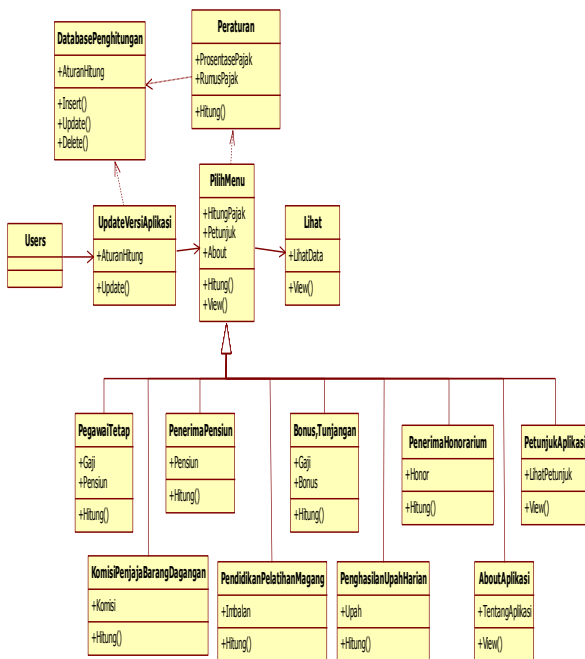 DatabasePenghitungan
+AturanHitung
+Insert()
+Update()
+Delete()
Peraturan
+ProsentasePajak
+RumusPajak
+Hitung()
Users
UpdateVersiAplikasi
+AturanHitung
+Update()
PilihMenu
+HitungPajak
+Petunjuk
+About
+Hitung()
+View()
Lihat
+LihatData
+View()
PegawaiTetap
+Gaji
+Pensiun
+Hitung()
PenerimaPensiun
+Pensiun
+Hitung()
Bonus,Tunjangan
+Gaji
+Bonus
+Hitung()
PenerimaHonorarium
+Honor
+Hitung()
PetunjukAplikasi
+LihatPetunjuk
+View()
KomisiPenjajaBarangDagangan
+Komisi
+Hitung()
PendidikanPelatihanMagang
+Imbalan
+Hitung()
PenghasilanUpahHarian
+Upah
+Hitung()
AboutAplikasi
+TentangAplikasi
+View()